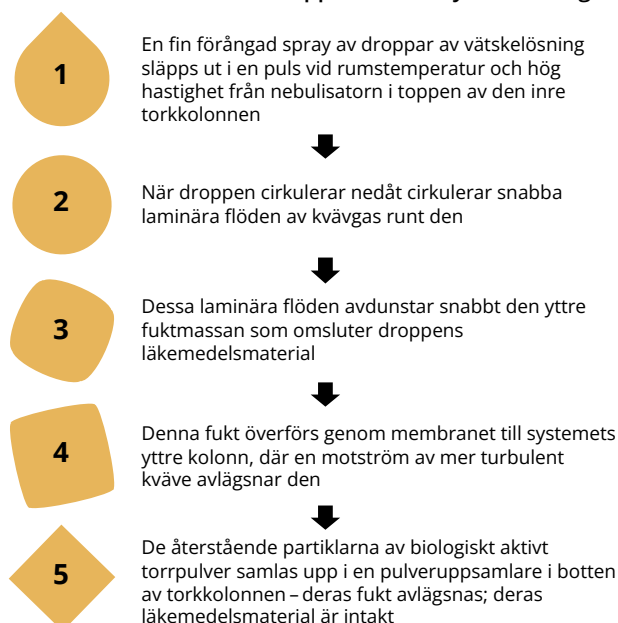 1
En fin förångad spray av droppar av vätskelösning
släpps ut i en puls vid rumstemperatur och hög
hastighet från nebulisatorn i toppen av den inre
torkkolonnen
2
När droppen cirkulerar nedåt cirkulerar snabba
laminära flöden av kvävgas runt den
3
Dessa laminära flöden avdunstar snabbt den yttre
fuktmassan som omsluter droppens
läkemedelsmaterial
4
Denna fukt överförs genom membranet till systemets
yttre kolonn, där en motström av mer turbulent
kväve avlägsnar den
5
De återstående partiklarna av biologiskt aktivt
torrpulver samlas upp i en pulveruppsamlare i botten
av torkkolonnen – deras fukt avlägsnas; deras
läkemedelsmaterial är intakt